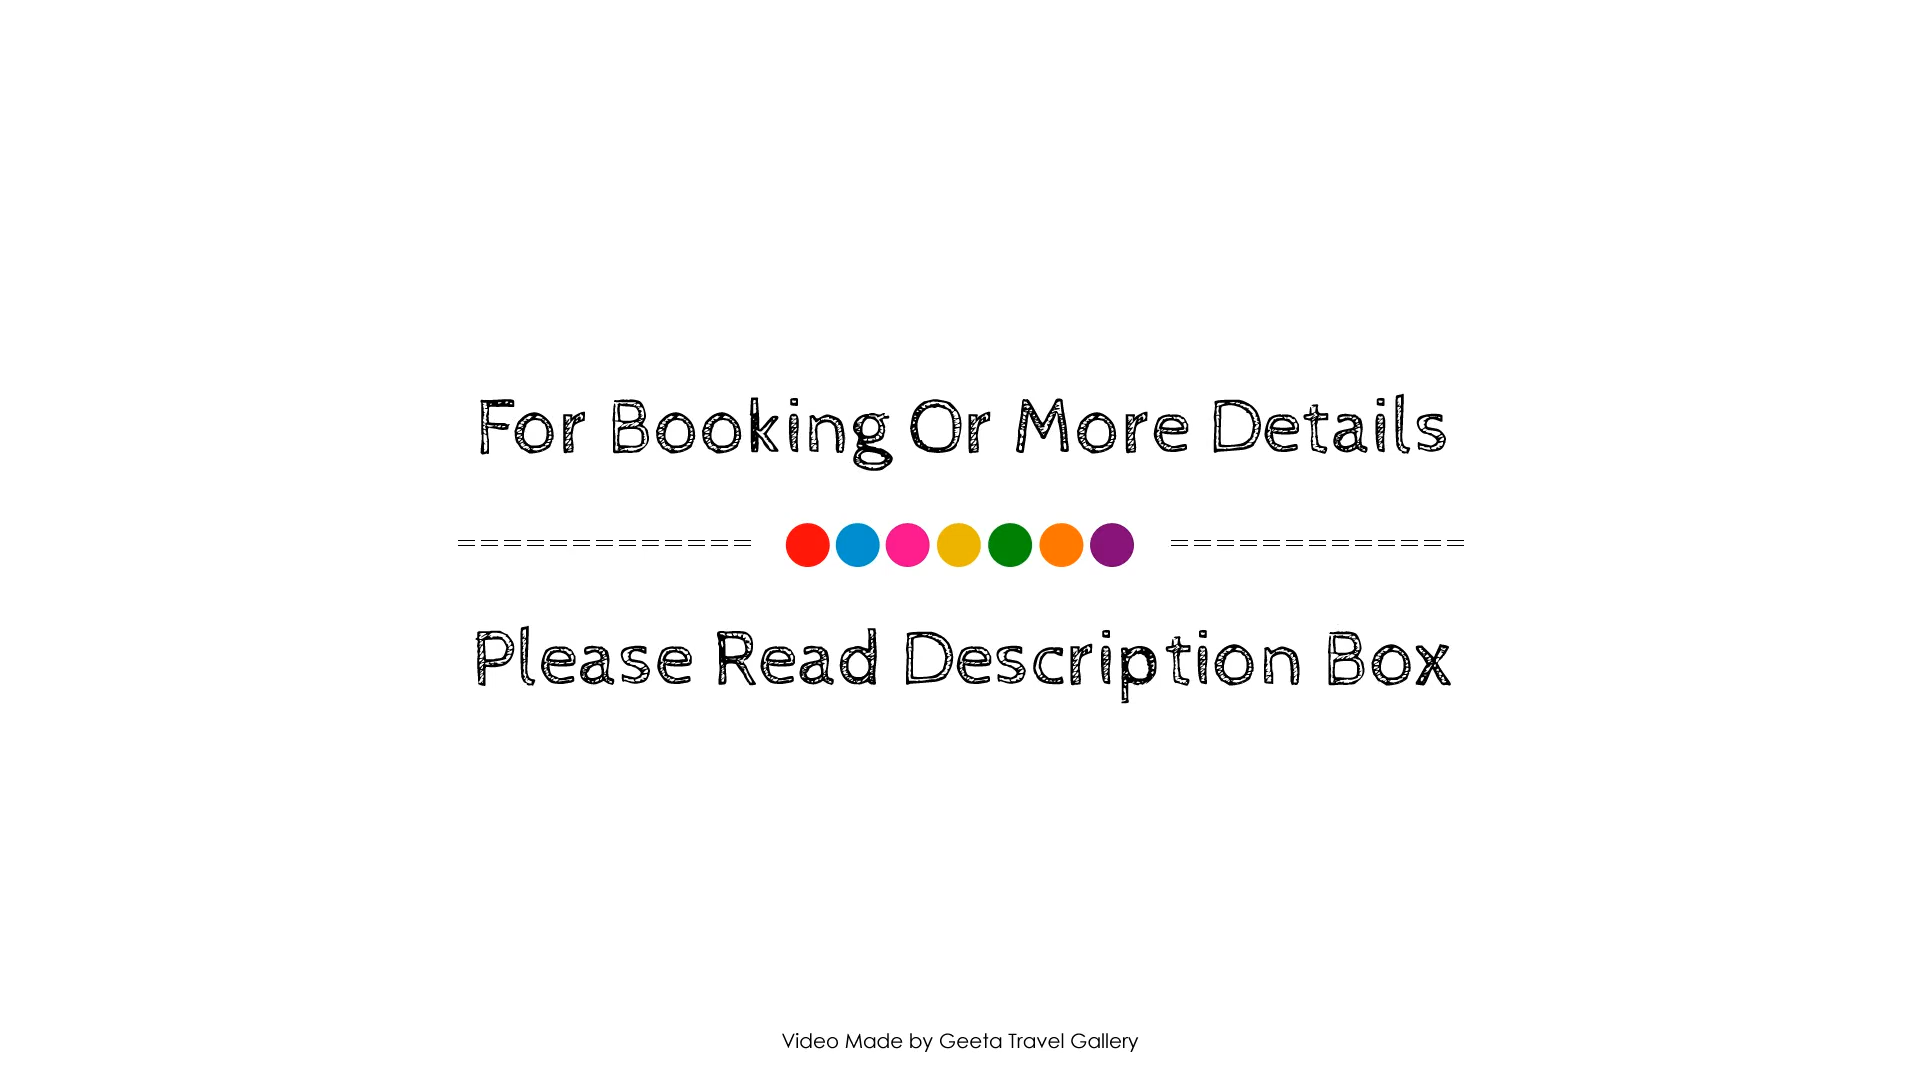 For Booking Or More Details
============= =============
Please Read Description Box
Video Made by Geeta Travel Gallery